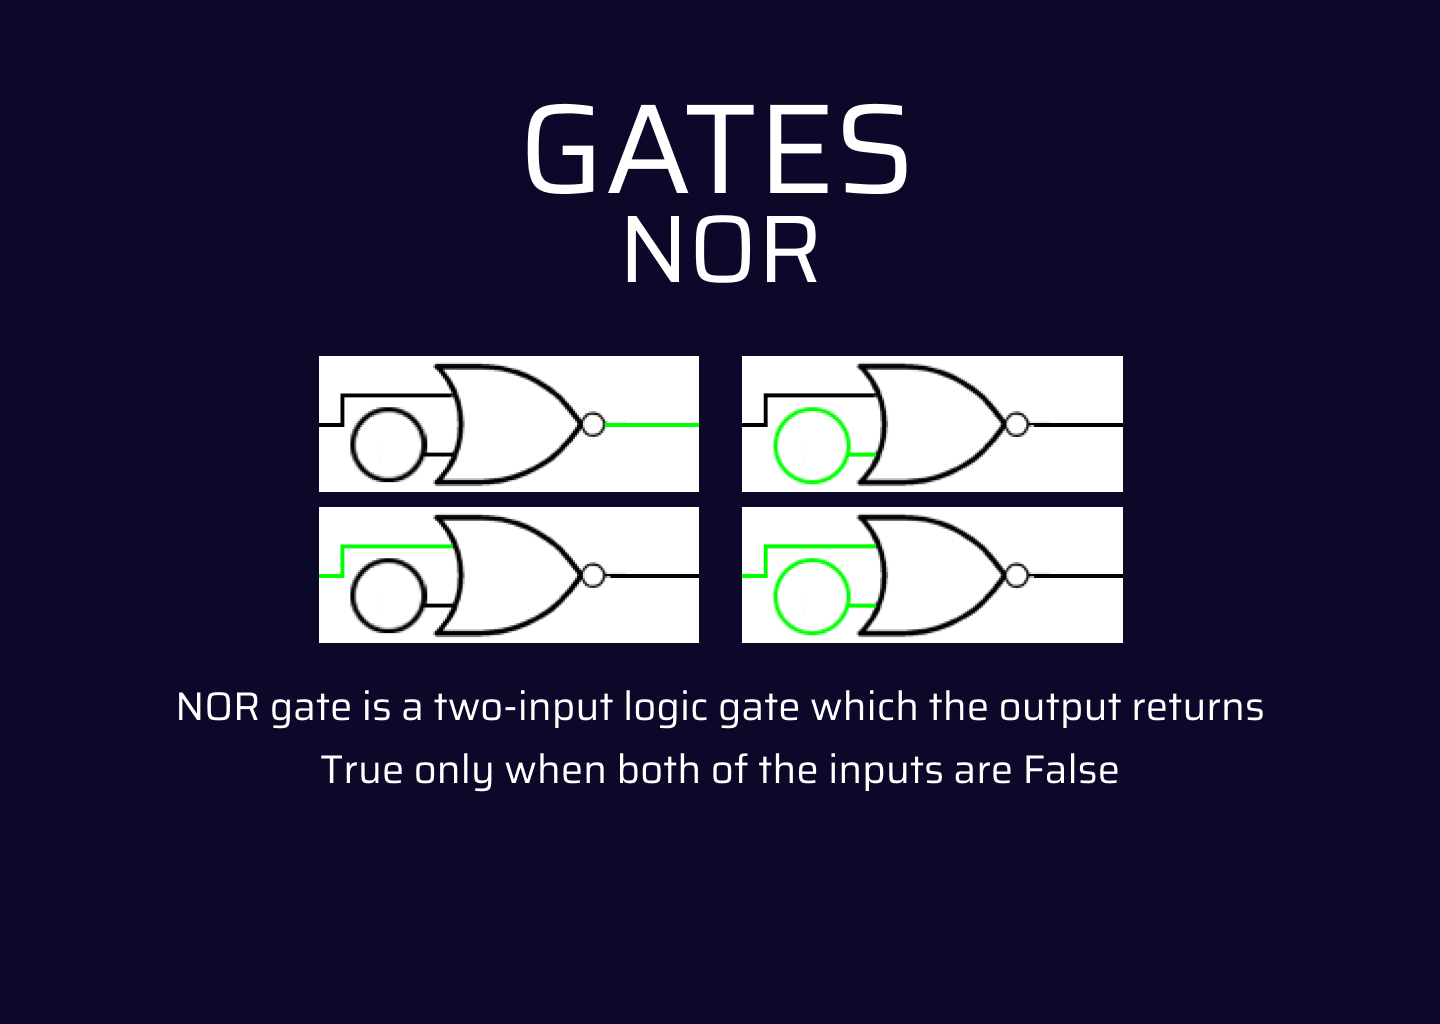 GATES
NOR
NOR gate is a two-input logic gate which the output returns
True only when both of the inputs are False